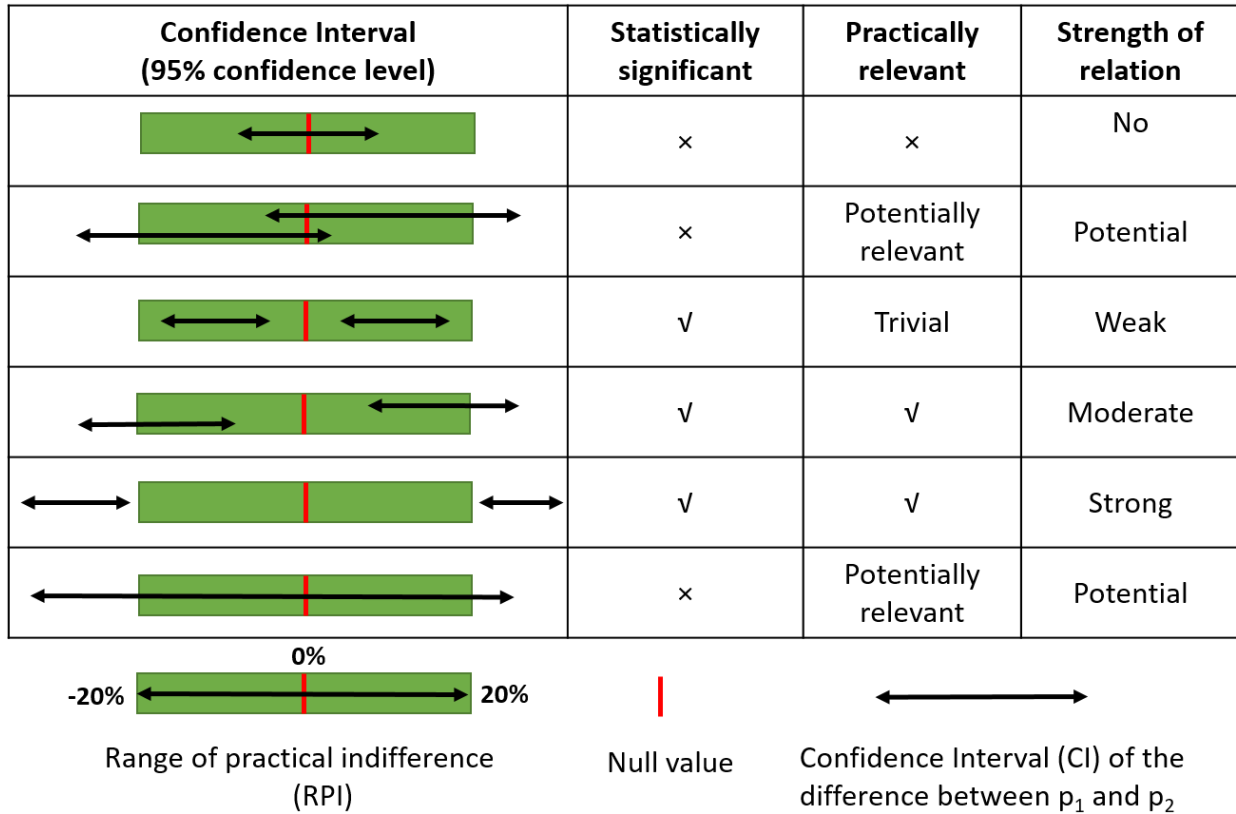 Confidence Interval
(95% confidence level)
Statistically
significant
Practically
relevant
Strength of
relation
×
×
No
×
Potentially
relevant
Potential
√
Trivial
Weak
√
√
Moderate
√
√
Strong
×
Potentially
relevant
Potential
0%
-20%
20%
Range of practical indifference
(RPI)
Null value
Confidence Interval (CI) of the
difference between p₁ and p₂